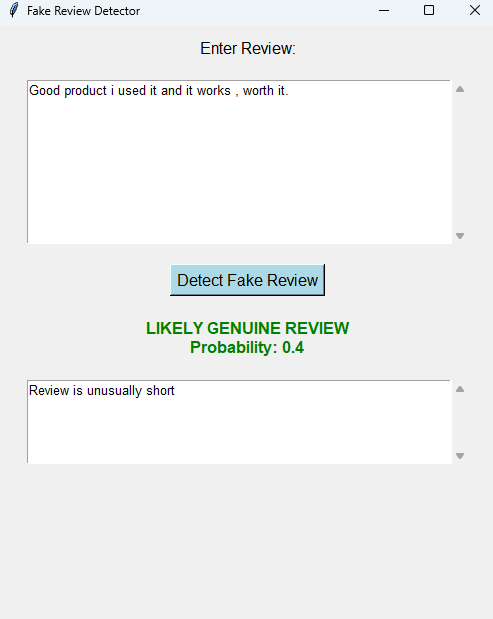 Fake Review Detector
Enter Review:
Good product i used it and it works , worth it.
Detect Fake Review
LIKELY GENUINE REVIEW
Probability: 0.4
Review is unusually short